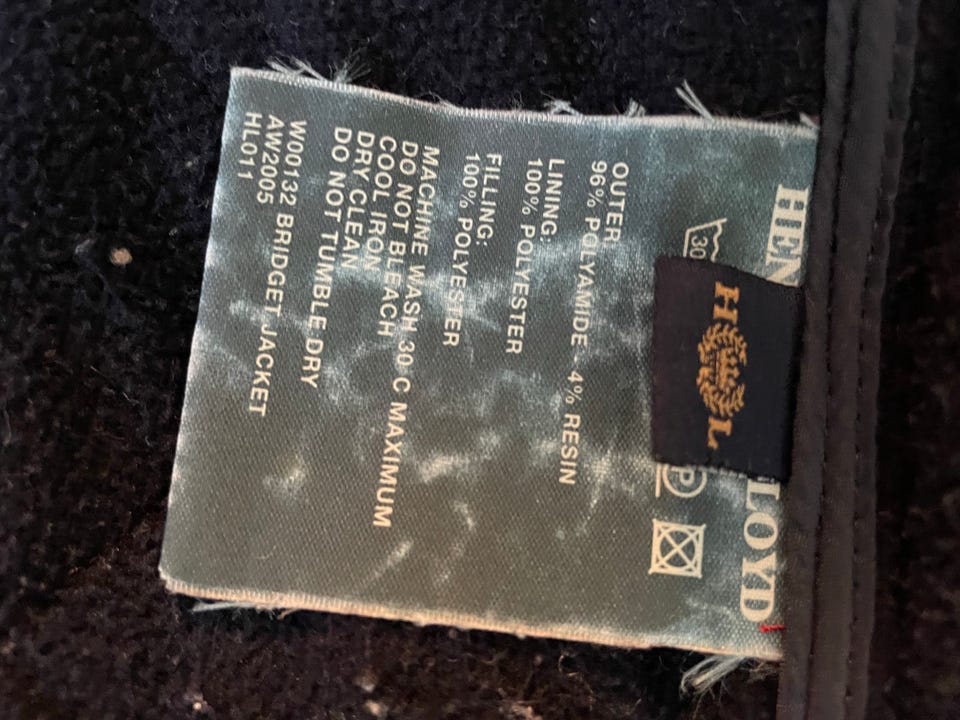 HEN LOYD
H L
30 P
OUTER
96% POLYAMIDE - 4% RESIN
LINING:
100% POLYESTER
FILLING:
100% POLYESTER
MACHINE WASH 30° C MAXIMUM
DO NOT BLEACH
COOL IRON
DRY CLEAN
DO NOT TUMBLE DRY
W00132 BRIDGET JACKET
AW2005
HL011